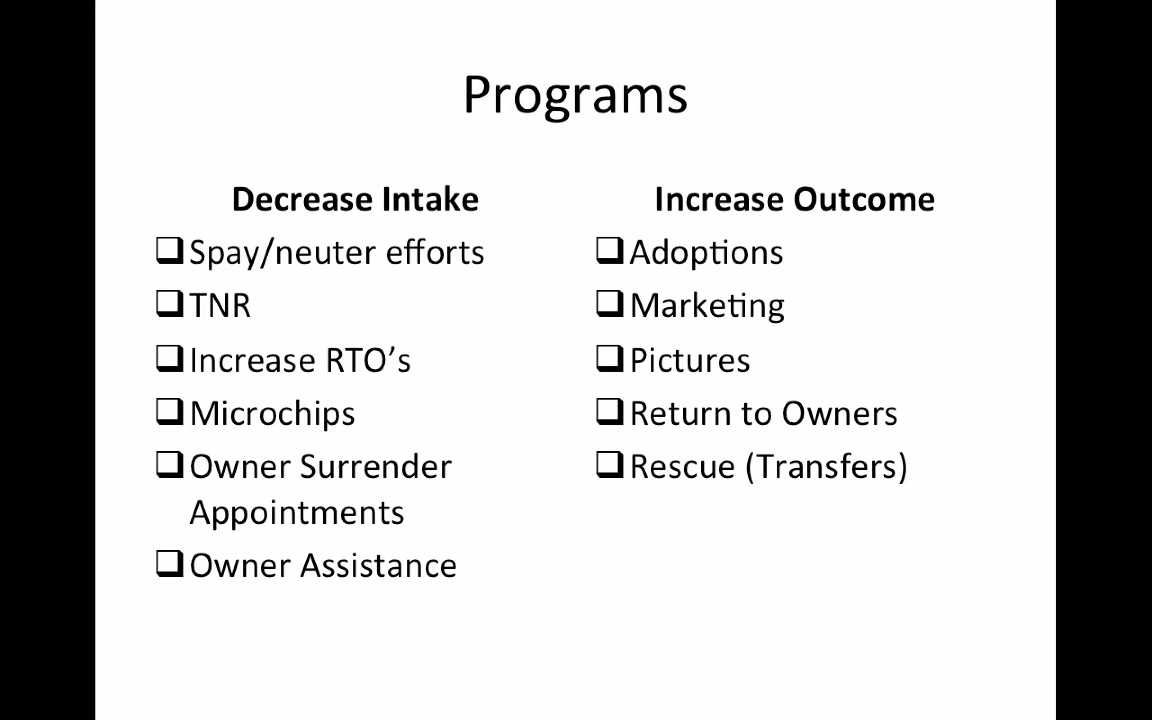 Programs
Decrease Intake
Spay/neuter efforts
TNR
Increase RTO’s
Microchips
Owner Surrender
Appointments
Owner Assistance
Increase Outcome
Adoptions
Marketing
Pictures
Return to Owners
Rescue (Transfers)